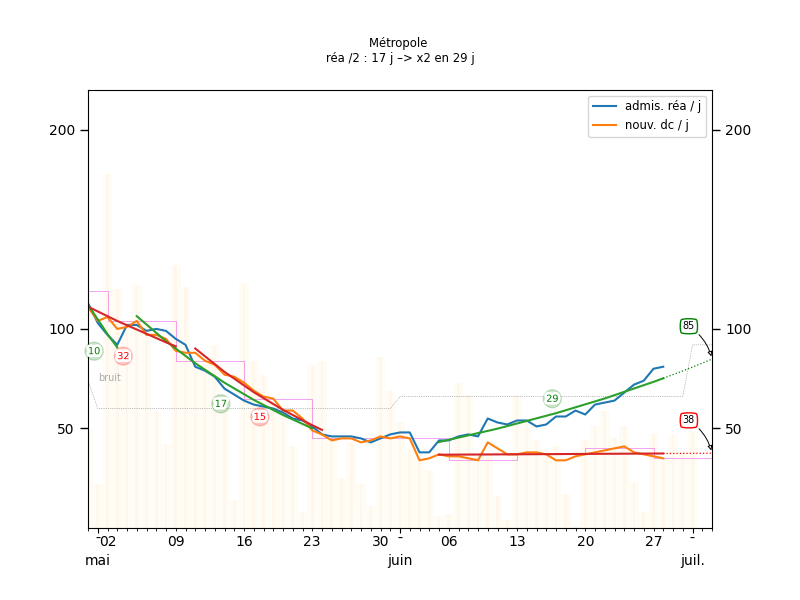 Métropole
réa /2 : 17 j –> x2 en 29 j
admis. réa / j
nouv. dc / j
200
200
100
100
50
50
85
38
10
32
bruit
17
15
29
02
09
16
23
30
06
13
20
27
mai
juin
juil.